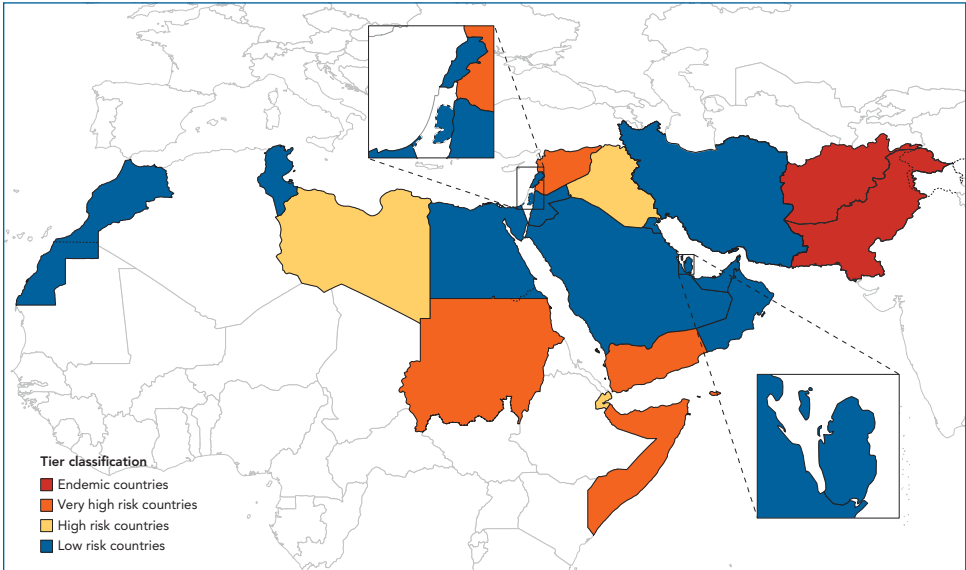 Tier classification
Endemic countries
Very high risk countries
High risk countries
Low risk countries